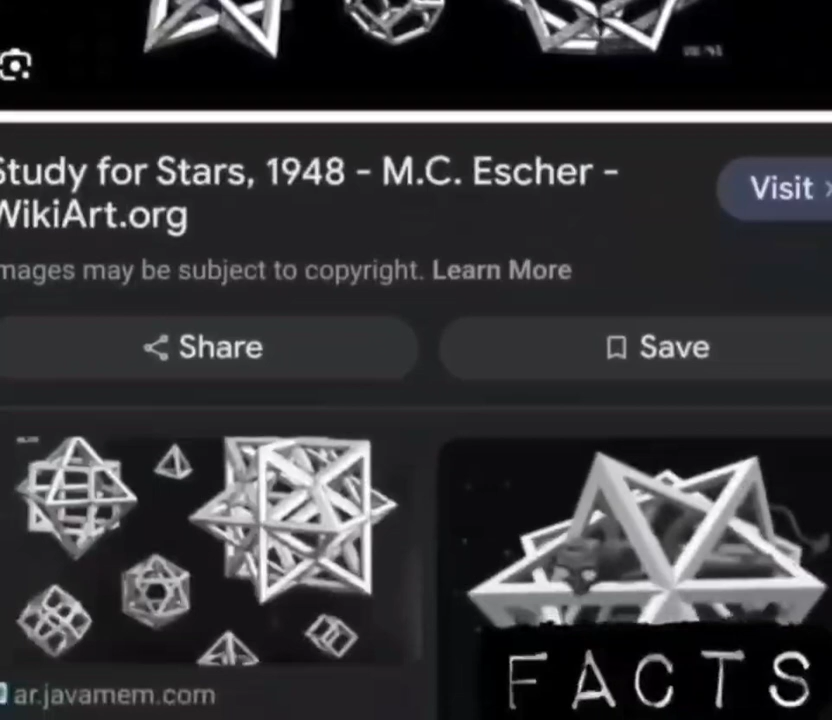 Study for Stars, 1948 - M.C. Escher -
WikiArt.org
Visit
mages may be subject to copyright. Learn More
Share
Save
ar.javamem.com
FACTS